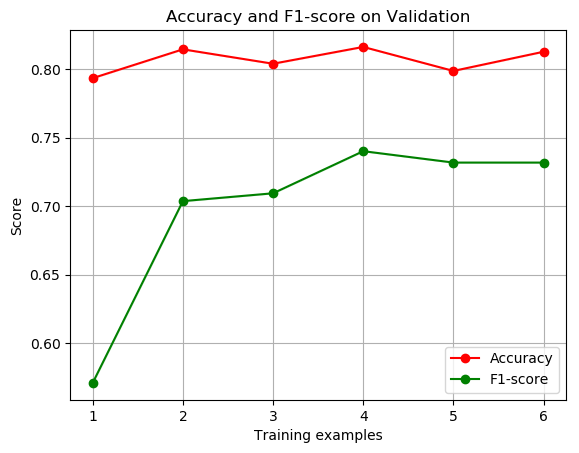 Accuracy and F1-score on Validation
0.80
0.75
0.70
0.65
0.60
Score
1 2 3 4 5 6
Training examples
Accuracy
F1-score